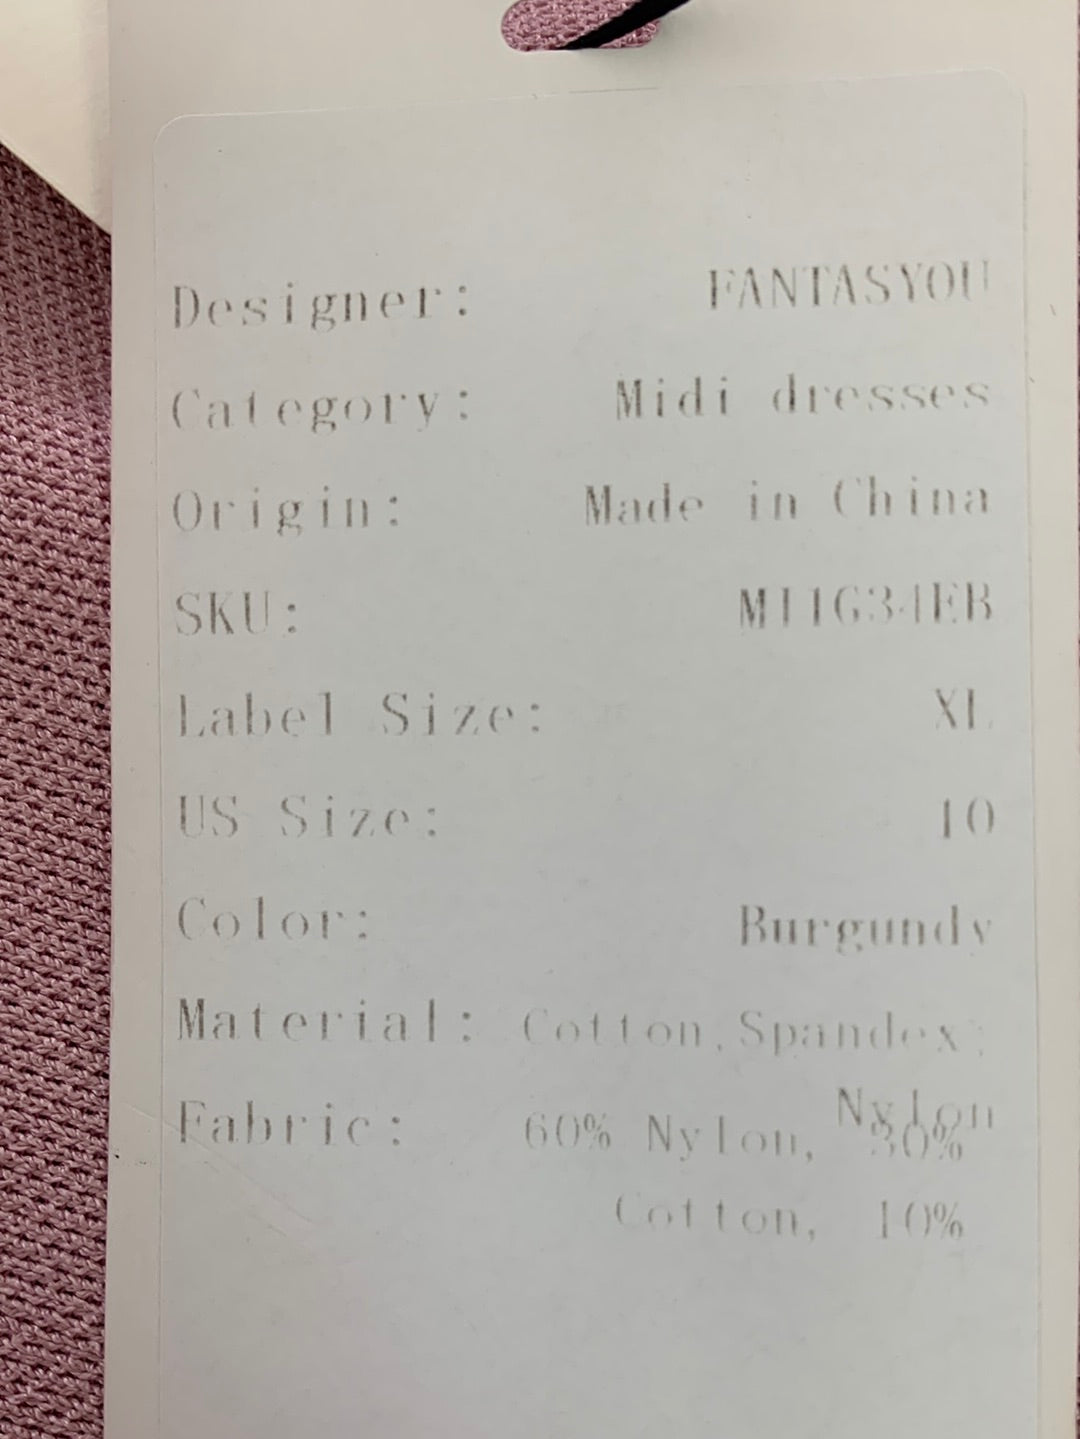 Designer: FANTASYOU
Category: Midi dresses
Origin: Made in China
SKU: MI1G34EB
Label Size: XL
US Size: 10
Color: Burgundy
Material: Cotton,Spandex,
Nylon
Fabric: 60% Nylon, 30%
Cotton, 10%